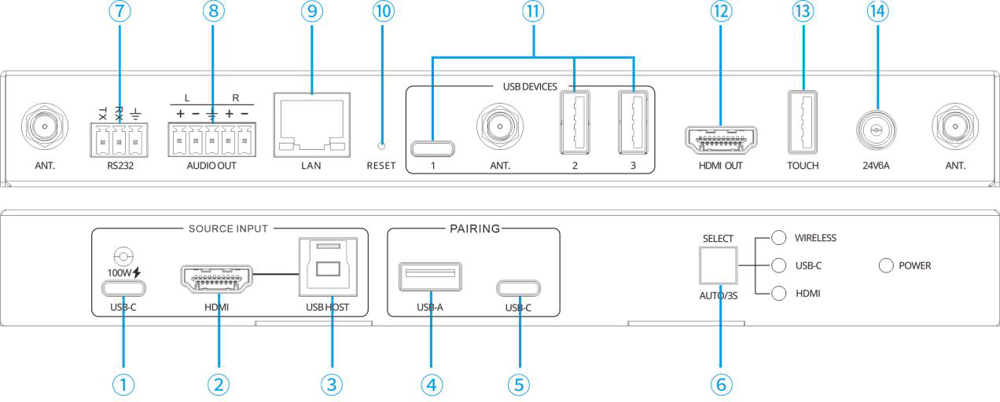 ⑦ ⑧ ⑨ ⑩ ⑪ ⑫ ⑬ ⑭
USB DEVICES
L R
TX RX + − + −
ANT. RS232 AUDIO OUT LAN RESET 1 ANT. 2 3 HDMI OUT TOUCH 24V6A ANT.
SOURCE INPUT PAIRING
SELECT WIRELESS
100W USB-C POWER
AUTO/3S HDMI
USB-C HDMI USB HOST USB-A USB-C
① ② ③ ④ ⑤ ⑥